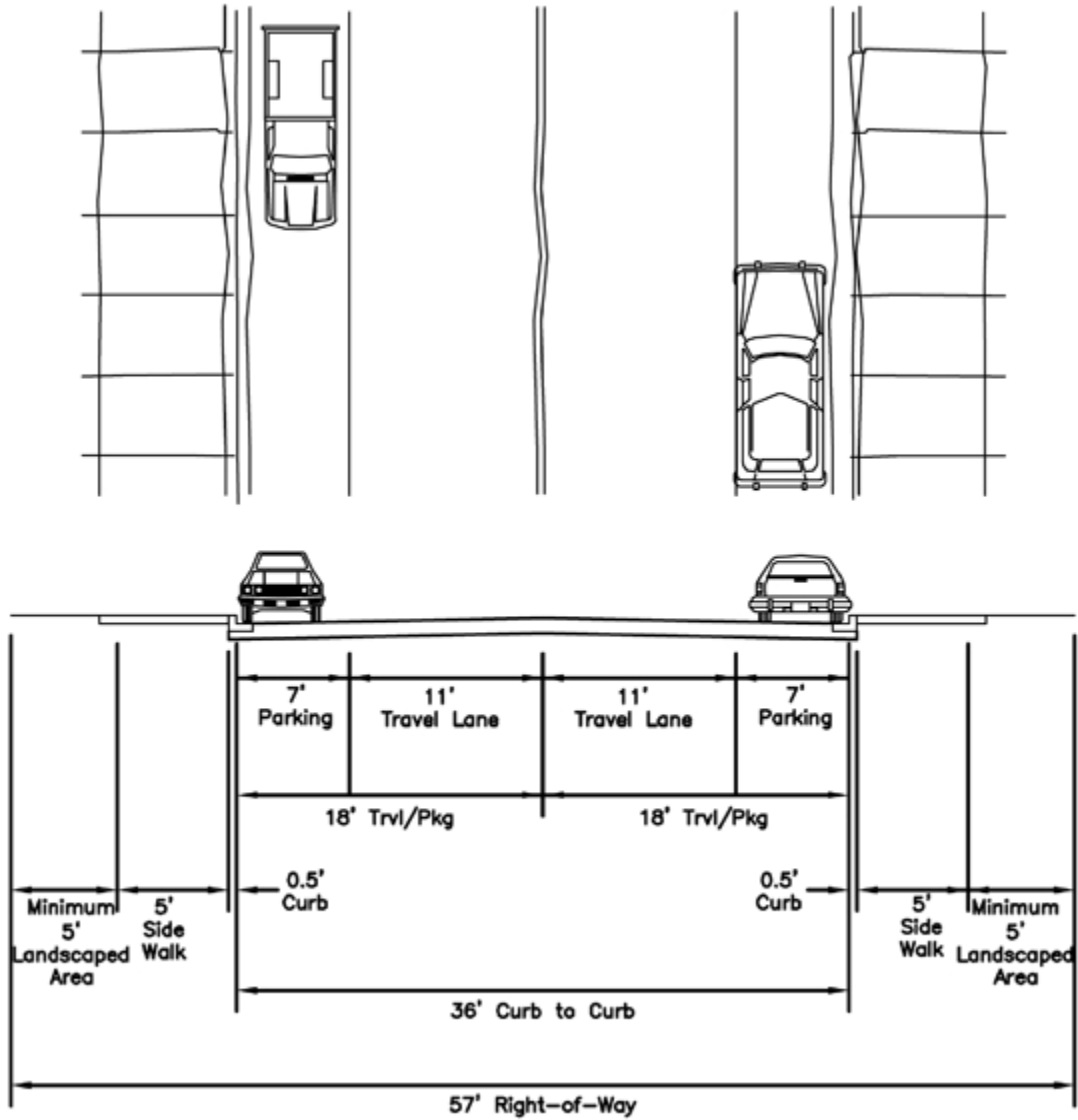 7' 11' 11' 7'
Parking Travel Lane Travel Lane Parking
18' Trvl/Pkg 18' Trvl/Pkg
0.5' 0.5'
Curb Curb
Minimum 5' 5' Minimum
5' Side Side 5'
Landscaped Walk Walk Landscaped
Area Area
36' Curb to Curb
57' Right-of-Way